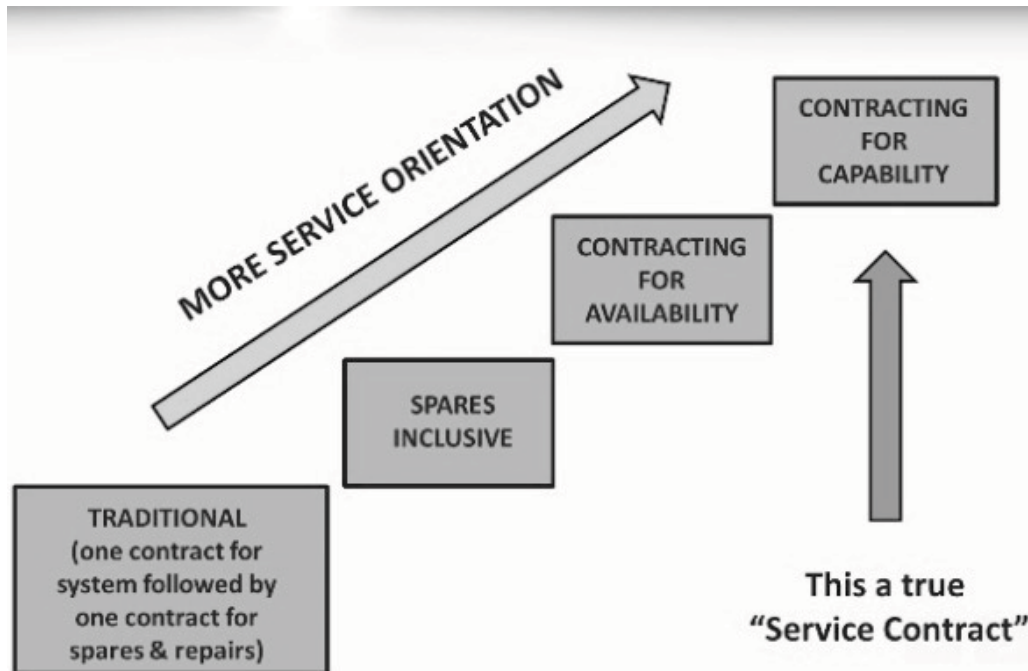 MORE SERVICE ORIENTATION
CONTRACTING
FOR
CAPABILITY
CONTRACTING
FOR
AVAILABILITY
SPARES
INCLUSIVE
TRADITIONAL
(one contract for
system followed by
one contract for
spares & repairs)
This a true
“Service Contract”